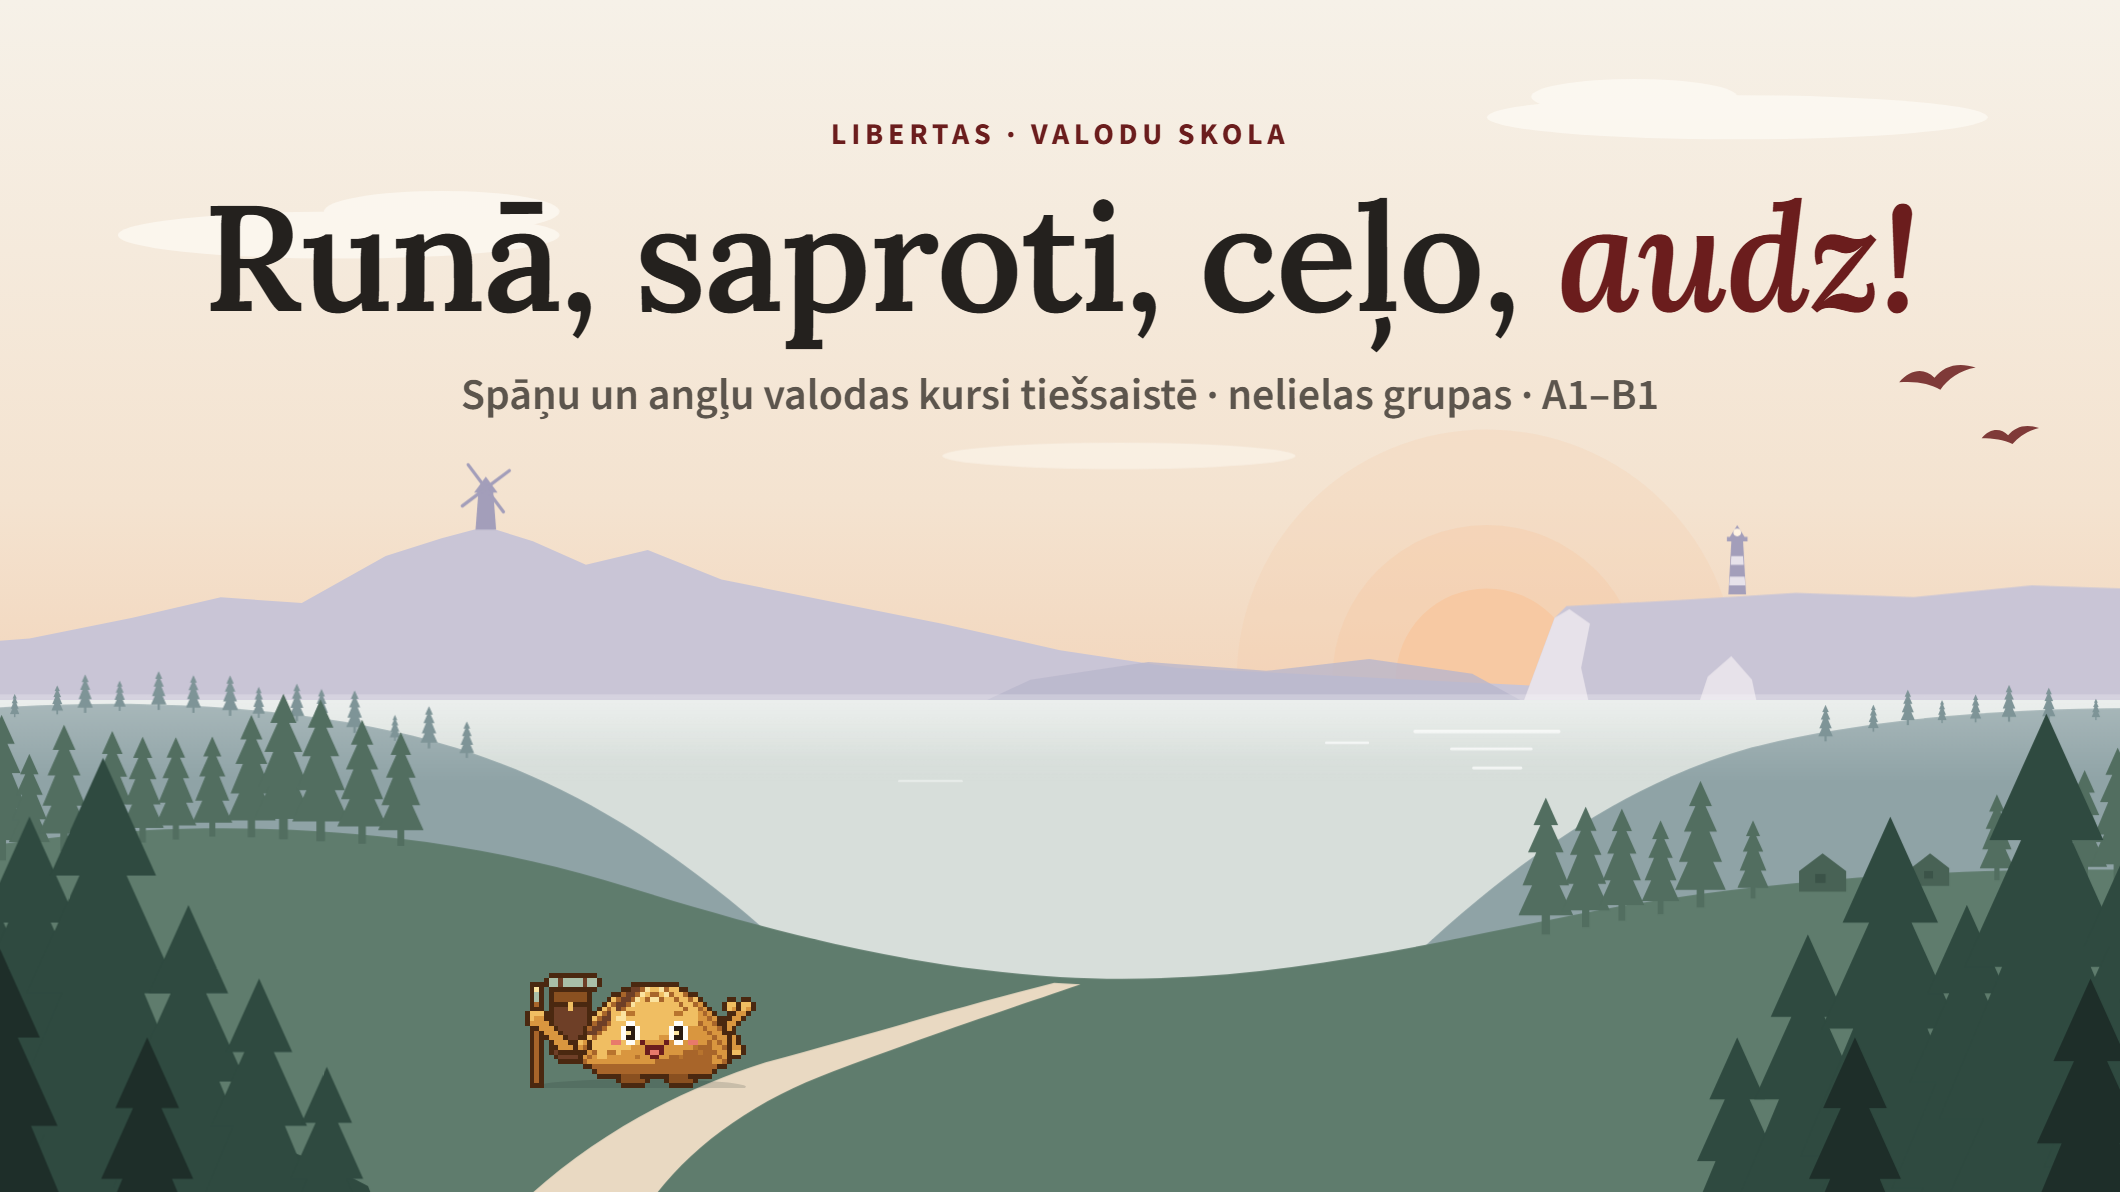 LIBERTAS · VALODU SKOLA
Runā, saproti, ceļo, audz!
Spāņu un angļu valodas kursi tiešsaistē · nelielas grupas · A1–B1